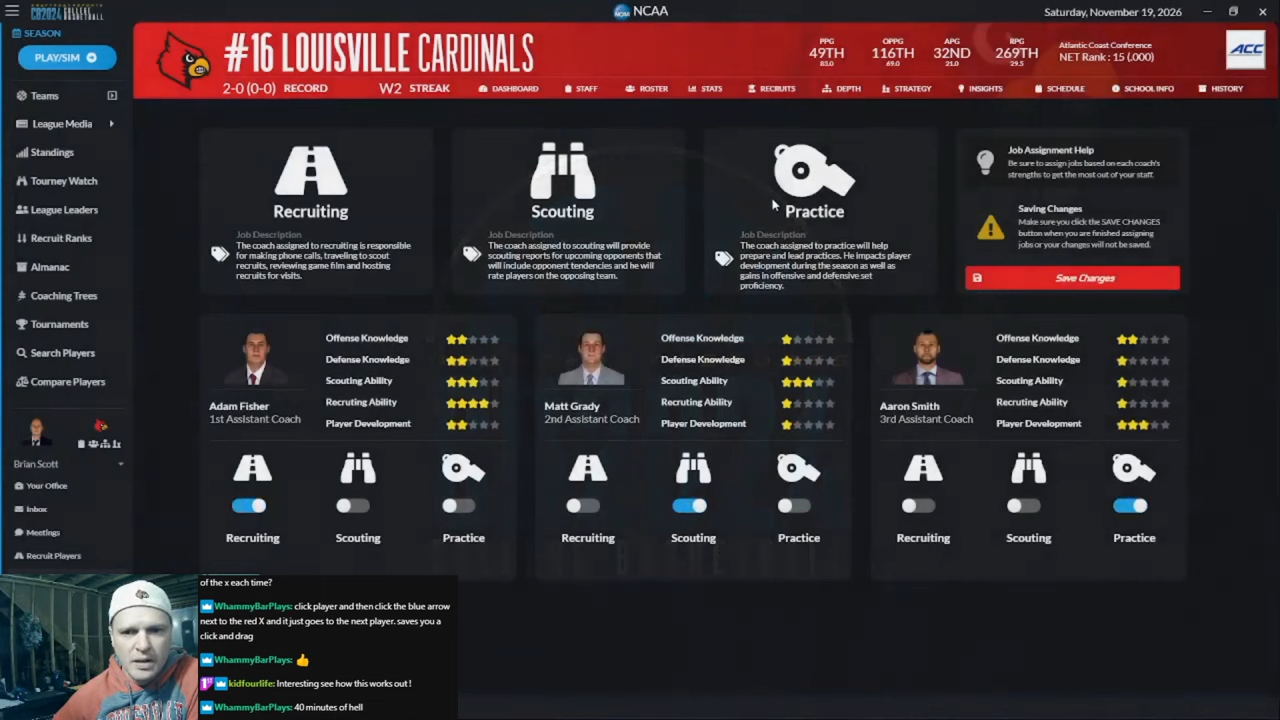 DRAFT DAY SPORTS
CB2024 COLLEGE BASKETBALL
NCAA
Saturday, November 19, 2026
SEASON
PLAY/SIM
Teams
League Media
Standings
Tourney Watch
League Leaders
Recruit Ranks
Almanac
Coaching Trees
Tournaments
Search Players
Compare Players
Brian Scott
Your Office
Inbox
Meetings
Recruit Players
#16 LOUISVILLE CARDINALS
2-0 (0-0) RECORD W2 STREAK
PPG OPPG APG RPG
49TH 116TH 32ND 269TH
83.0 69.0 21.0 29.5
Atlantic Coast Conference
NET Rank : 15 (.000)
ACC
DASHBOARD STAFF ROSTER STATS RECRUITS DEPTH STRATEGY INSIGHTS SCHEDULE SCHOOL INFO HISTORY
Recruiting
Job Description
The coach assigned to recruiting is responsible
for making phone calls, traveling to scout
recruits, reviewing game film and hosting
recruits for visits.
Scouting
Job Description
The coach assigned to scouting will provide
scouting reports for upcoming opponents that
will include opponent tendencies and he will
rate players on the opposing team.
Practice
Job Description
The coach assigned to practice will help
prepare and lead practices. He impacts player
development during the season as well as
gains in offensive and defensive set
proficiency.
Job Assignment Help
Be sure to assign jobs based on each coach's
strengths to get the most out of your staff.
Saving Changes
Make sure you click the SAVE CHANGES
button when you are finished assigning
jobs or your changes will not be saved.
Save Changes
Adam Fisher
1st Assistant Coach
Offense Knowledge
Defense Knowledge
Scouting Ability
Recruiting Ability
Player Development
Recruiting Scouting Practice
Matt Grady
2nd Assistant Coach
Offense Knowledge
Defense Knowledge
Scouting Ability
Recruiting Ability
Player Development
Recruiting Scouting Practice
Aaron Smith
3rd Assistant Coach
Offense Knowledge
Defense Knowledge
Scouting Ability
Recruiting Ability
Player Development
Recruiting Scouting Practice
of the x each time?
WhammyBarPlays: click player and then click the blue arrow
next to the red X and it just goes to the next player. saves you a
click and drag
WhammyBarPlays: 👍
kidfourlife: Interesting see how this works out !
WhammyBarPlays: 40 minutes of hell